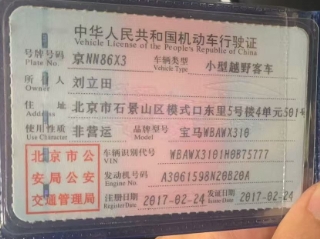 中华人民共和国机动车行驶证
Vehicle License of the People's Republic of China
号牌号码 京NN86X3 车辆类型 小型越野客车
Plate No. Vehicle Type
所有人 刘立田
Owner
住址 北京市石景山区模式口东里5号楼4单元501号
Address
使用性质 非营运 品牌型号 宝马WBAWX310
Use Character Model
北京市公
安局公安
交通管理局
车辆识别代号 WBAWX3101H0B75777
VIN
发动机号码 A3061598N20B20A
Engine No.
注册日期 2017-02-24 发证日期 2017-02-24
Register Date Issue Date